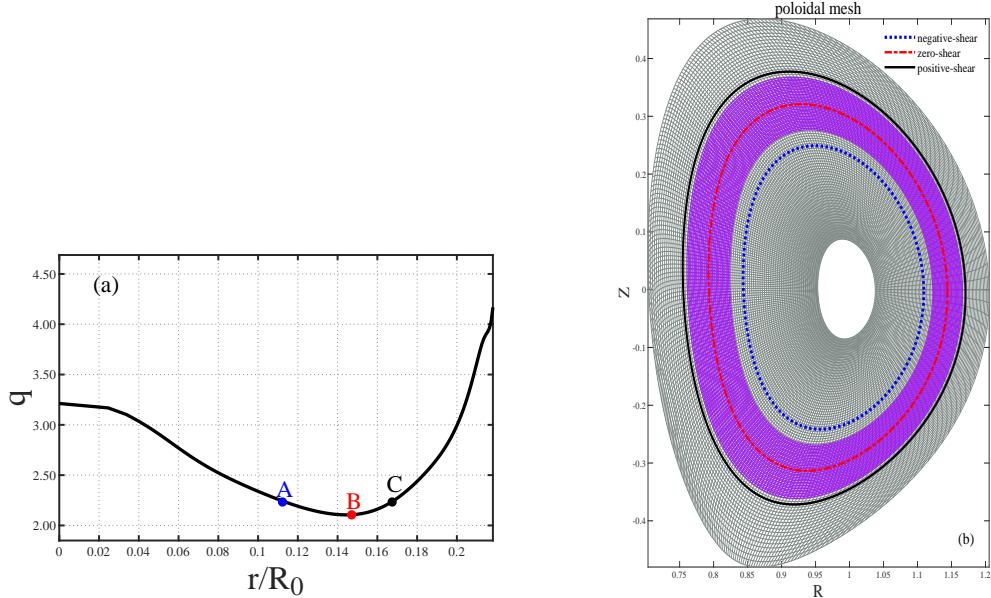 4.50
4.00
3.50
3.00
2.50
2.00
q
(a)
A
B
C
0
0.02
0.04
0.06
0.08
0.1
0.12
0.14
0.16
0.18
0.2
r/R0
poloidal mesh
negative-shear
zero-shear
positive-shear
0.4
0.3
0.2
0.1
0
-0.1
-0.2
-0.3
-0.4
Z
(b)
0.75
0.8
0.85
0.9
0.95
1
1.05
1.1
1.15
1.2
R